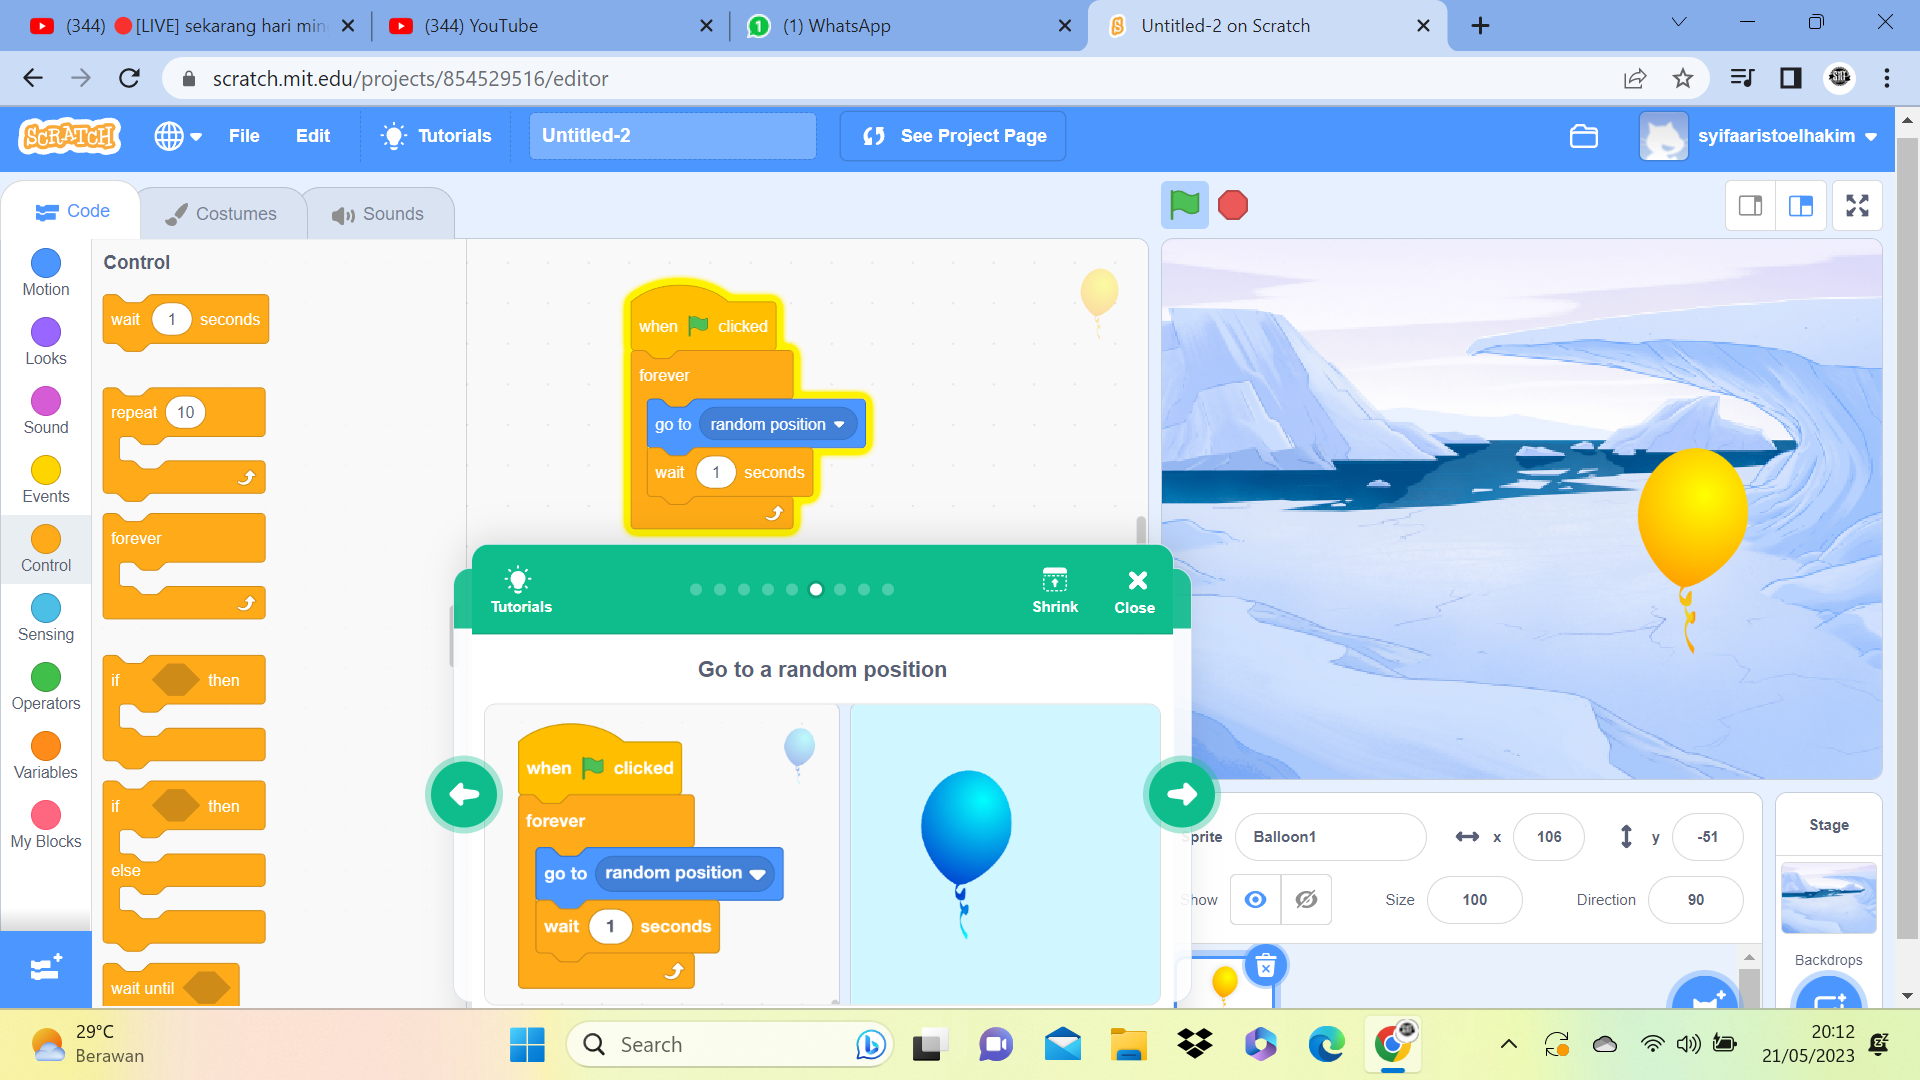 (344) 🔴 [LIVE] sekarang hari min
(344) YouTube
(1) WhatsApp
Untitled-2 on Scratch
scratch.mit.edu/projects/854529516/editor
SCRATCH
File
Edit
Tutorials
Untitled-2
See Project Page
syifaaristoelhakim
Code
Costumes
Sounds
Motion
Looks
Sound
Events
Control
Sensing
Operators
Variables
My Blocks
Control
wait 1 seconds
repeat 10
forever
if then
if then
else
wait until
when clicked
forever
go to random position
wait 1 seconds
Tutorials
Shrink
Close
Go to a random position
when clicked
forever
go to random position
wait 1 seconds
prite
Balloon1
x 106
y -51
how
Size 100
Direction 90
Stage
Backdrops
29°C
Berawan
Search
20:12
21/05/2023